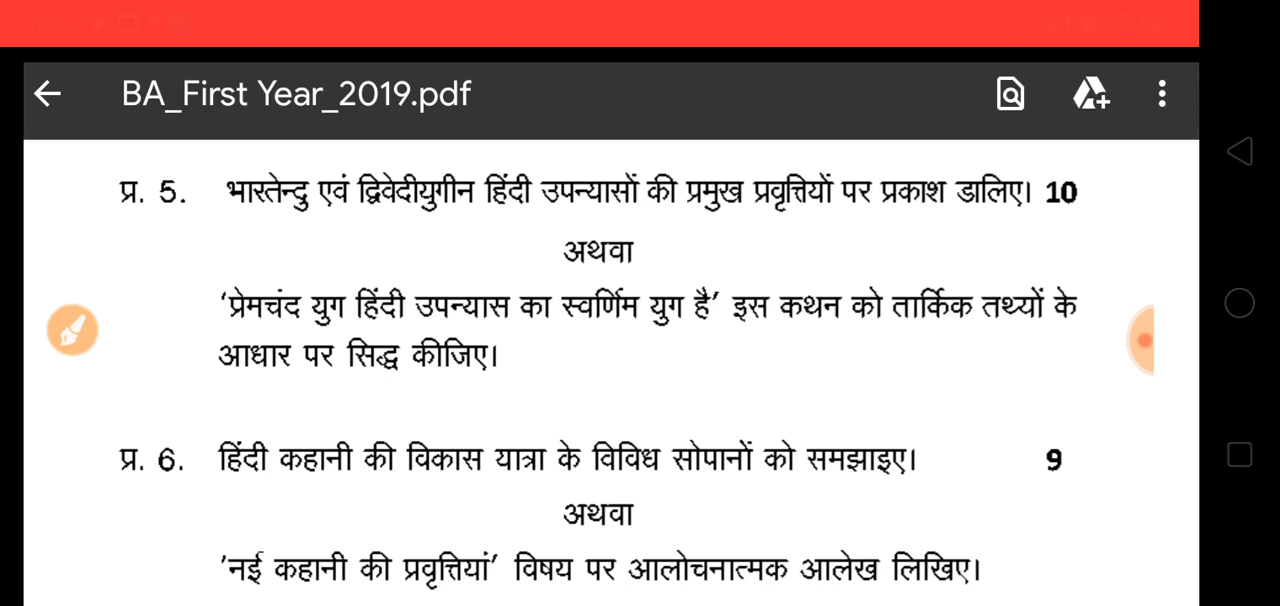 BA_First Year_2019.pdf
प्र. 5. भारतेन्दु एवं द्विवेदीयुगीन हिंदी उपन्यासों की प्रमुख प्रवृत्तियों पर प्रकाश डालिए। 10
अथवा
‘प्रेमचंद युग हिंदी उपन्यास का स्वर्णिम युग है’ इस कथन को तार्किक तथ्यों के
आधार पर सिद्ध कीजिए।
प्र. 6. हिंदी कहानी की विकास यात्रा के विविध सोपानों को समझाइए। 9
अथवा
’नई कहानी की प्रवृत्तियां’ विषय पर आलोचनात्मक आलेख लिखिए।